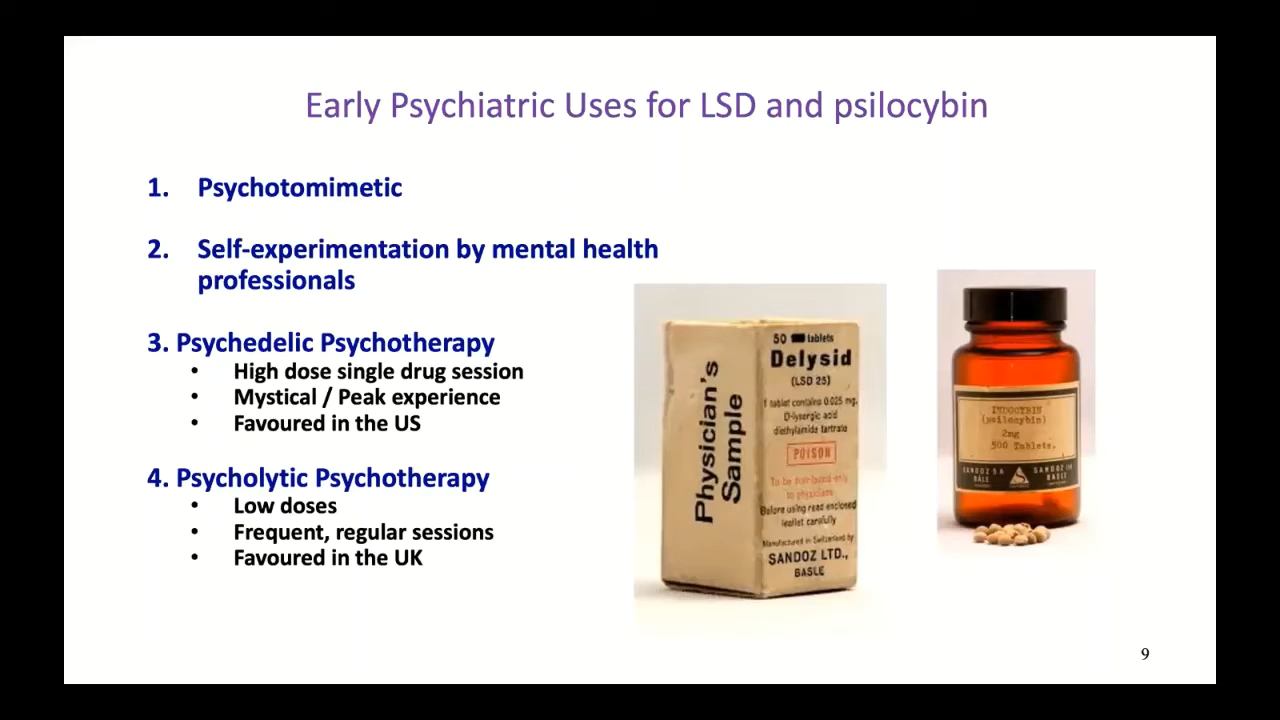 Early Psychiatric Uses for LSD and psilocybin
1. Psychotomimetic
2. Self-experimentation by mental health
professionals
3. Psychedelic Psychotherapy
• High dose single drug session
• Mystical / Peak experience
• Favoured in the US
4. Psycholytic Psychotherapy
• Low doses
• Frequent, regular sessions
• Favoured in the UK
Physician's
Sample
50 tablets
Delysid
(LSD 25)
1 tablet contains 0.025 mg.
D-lysergic acid
diethylamide tartrate
POISON
To be distributed only
to physicians
Before using read enclosed
leaflet carefully
Manufactured in Switzerland by
SANDOZ LTD.,
BASLE
INDOCYBIN
(psilocybin)
2mg
500 Tablets.
SANDOZ S A
BÂLE
SANDOZ
BASLE
9